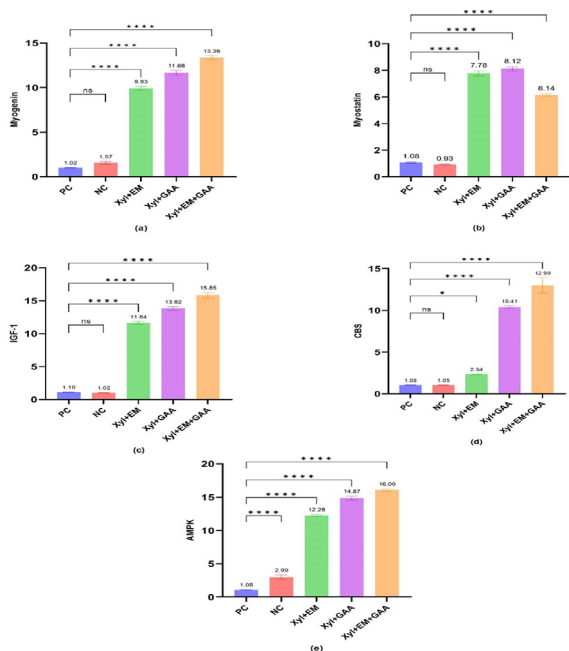 15
10
5
0
Myogenin
****
****
****
ns
1.02
1.57
9.93
11.66
13.36
PC
NC
Xyl+EM
Xyl+GAA
Xyl+EM+GAA
(a)
10
8
6
4
2
0
Myostatin
****
****
****
ns
1.08
0.93
7.78
8.12
6.14
PC
NC
Xyl+EM
Xyl+GAA
Xyl+EM+GAA
(b)
20
15
10
5
0
IGF-1
****
****
****
ns
1.10
1.02
11.64
13.82
15.85
PC
NC
Xyl+EM
Xyl+GAA
Xyl+EM+GAA
(c)
15
10
5
0
CBS
****
****
*
ns
1.05
1.05
2.34
10.41
12.99
PC
NC
Xyl+EM
Xyl+GAA
Xyl+EM+GAA
(d)
20
15
10
5
0
AMPK
****
****
****
****
1.08
2.99
12.28
14.87
16.09
PC
NC
Xyl+EM
Xyl+GAA
Xyl+EM+GAA
(e)